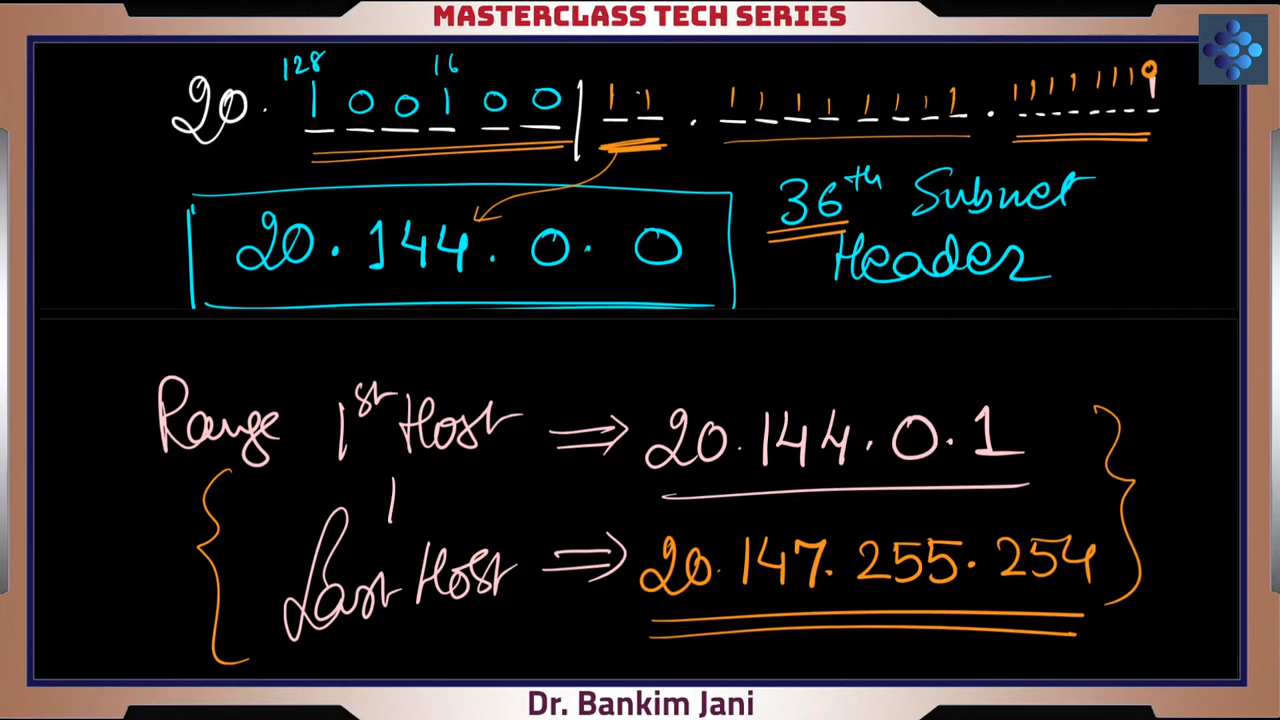 MASTERCLASS TECH SERIES
128 16
20. 1 0 0 1 0 0 | 1 1 . 1 1 1 1 1 1 1 1 . 1 1 1 1 1 1 1 0
20.144.0.0 36th Subnet
Header
Range 1st Host ⇒ 20.144.0.1
Last Host ⇒ 20.147.255.254
Dr. Bankim Jani